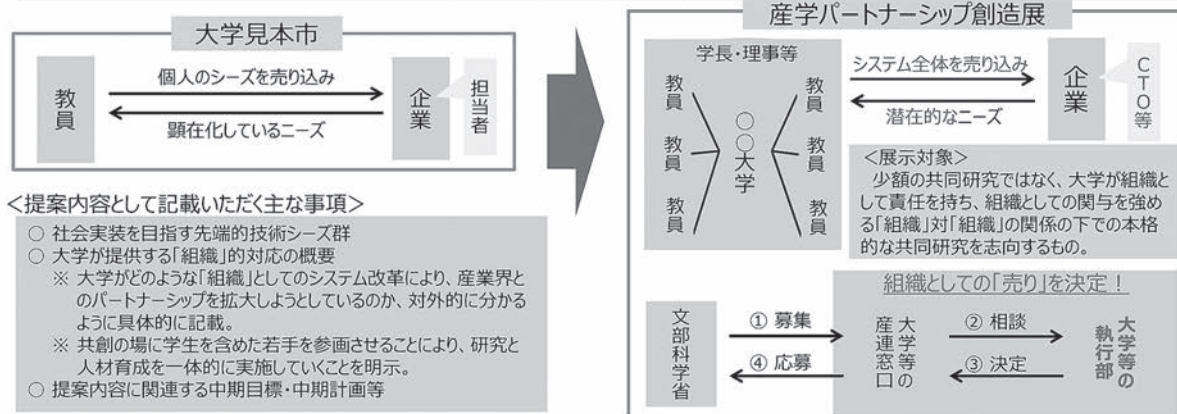 大学見本市
教員
個人のシーズを売り込み
顕在化しているニーズ
企業
担当者
<提案内容として記載いただく主な事項>
○ 社会実装を目指す先端的技術シーズ群
○ 大学が提供する「組織」的対応の概要
※ 大学がどのような「組織」としてのシステム改革により、産業界と
のパートナーシップを拡大しようとしているのか、対外的に分かる
ように具体的に記載。
※ 共創の場に学生を含めた若手を参画させることにより、研究と
人材育成を一体的に実施していくことを明示。
○ 提案内容に関連する中期目標・中期計画等
産学パートナーシップ創造展
学長・理事等
教員
教員
教員
○○大学
教員
教員
教員
システム全体を売り込み
潜在的なニーズ
企業
CTO等
<展示対象>
少額の共同研究ではなく、大学が組織と
して責任を持ち、組織としての関与を強め
る「組織」対「組織」の関係の下での本格
的な共同研究を志向するもの。
組織としての「売り」を決定！
文部科学省
① 募集
④ 応募
大学等の
産連窓口
② 相談
③ 決定
大学等の
執行部